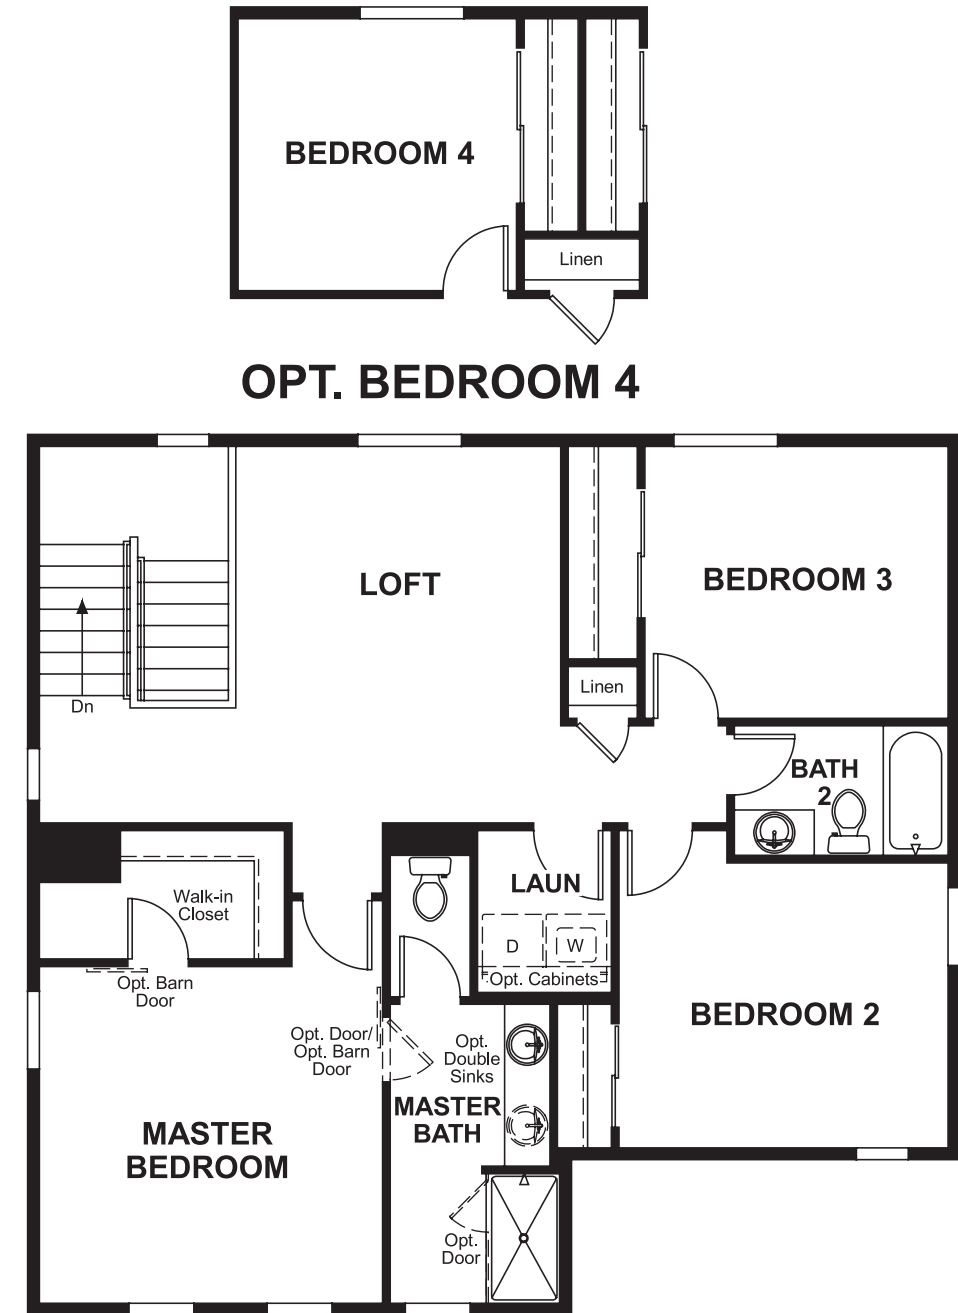 BEDROOM 4
Linen
OPT. BEDROOM 4
LOFT
BEDROOM 3
Dn
Linen
BATH
2
Walk-in
Closet
LAUN
D
W
Opt. Cabinets
Opt. Barn
Door
Opt. Door/
Opt. Barn
Door
Opt.
Double
Sinks
BEDROOM 2
MASTER
BATH
MASTER
BEDROOM
Opt.
Door